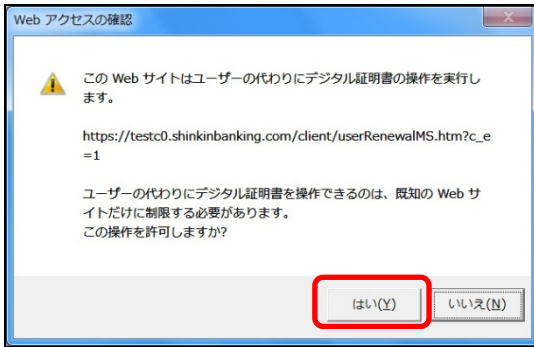 Web アクセスの確認
この Web サイトはユーザーの代わりにデジタル証明書の操作を実行し
ます。
https://testc0.shinkinbanking.com/client/userRenewalMS.htm?c_e
=1
ユーザーの代わりにデジタル証明書を操作できるのは、既知の Web サ
イトだけに制限する必要があります。
この操作を許可しますか?
はい(Y)
いいえ(N)